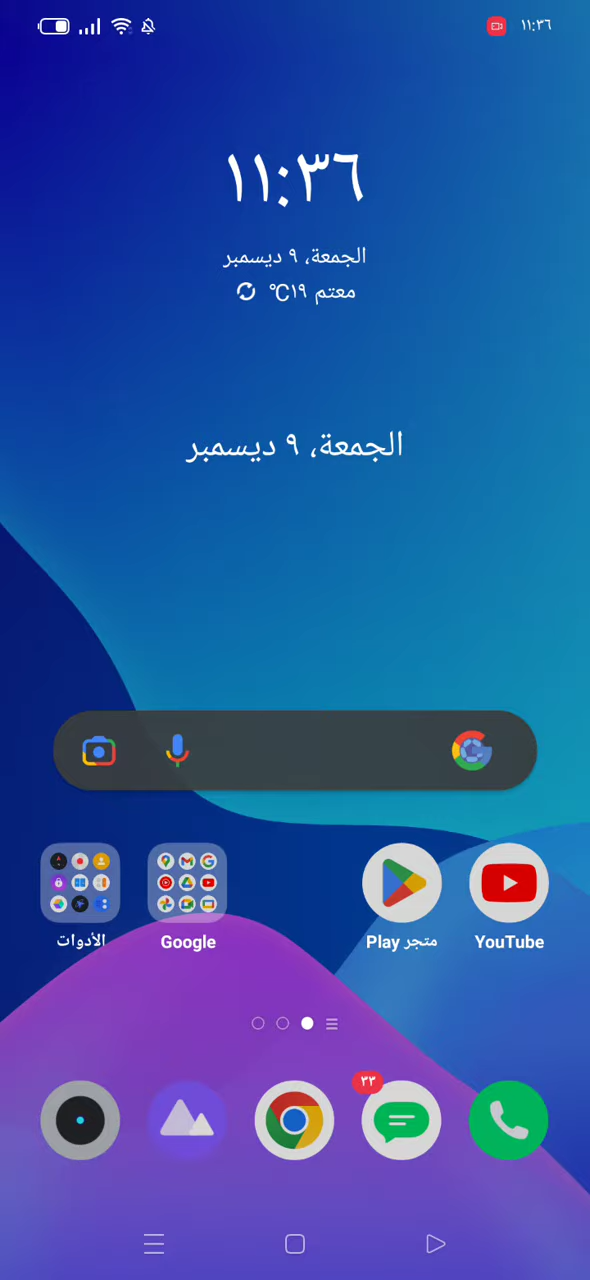 ١١:٣٦
١١:٣٦
الجمعة، ٩ ديسمبر
معتم ١٩°C
الجمعة، ٩ ديسمبر
YouTube
متجر Play
Google
الأدوات
٣٣